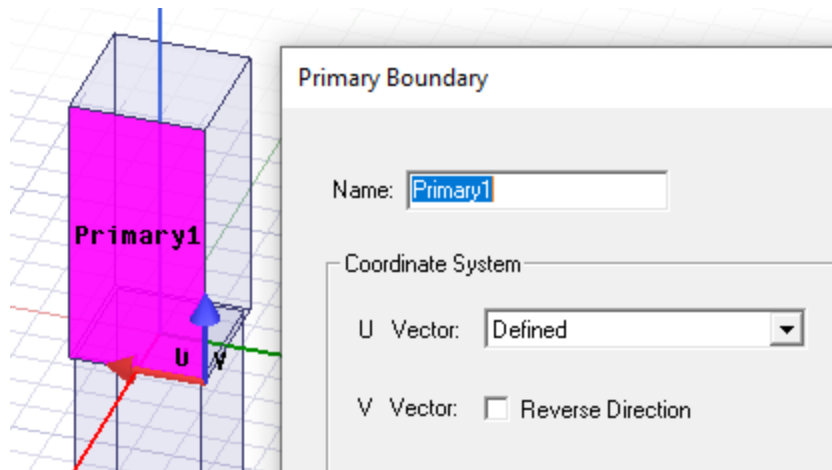 Primary Boundary
Name: Primary1
Primary1
Coordinate System
U Vector: Defined
U V
V Vector: Reverse Direction